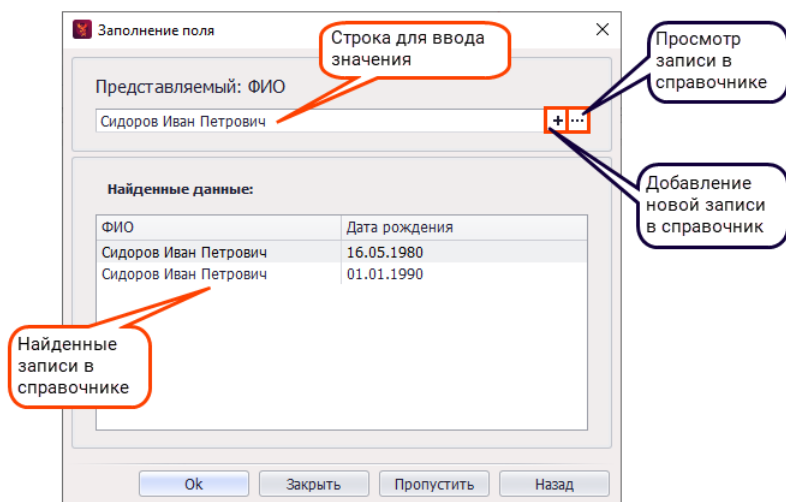 Заполнение поля
Строка для ввода
значения
Просмотр
записи в
справочнике
Представляемый: ФИО
Сидоров Иван Петрович
+ ...
Добавление
новой записи
в справочник
Найденные данные:
ФИО Дата рождения
Сидоров Иван Петрович 16.05.1980
Сидоров Иван Петрович 01.01.1990
Найденные
записи в
справочнике
Ok Закрыть Пропустить Назад